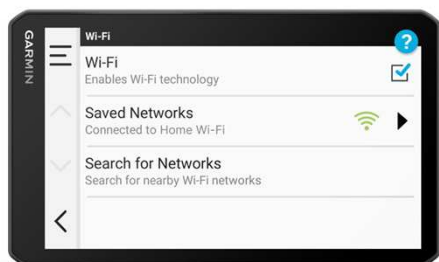 GARMIN
Wi-Fi
?
Wi-Fi
Enables Wi-Fi technology
Saved Networks
Connected to Home Wi-Fi
Search for Networks
Search for nearby Wi-Fi networks